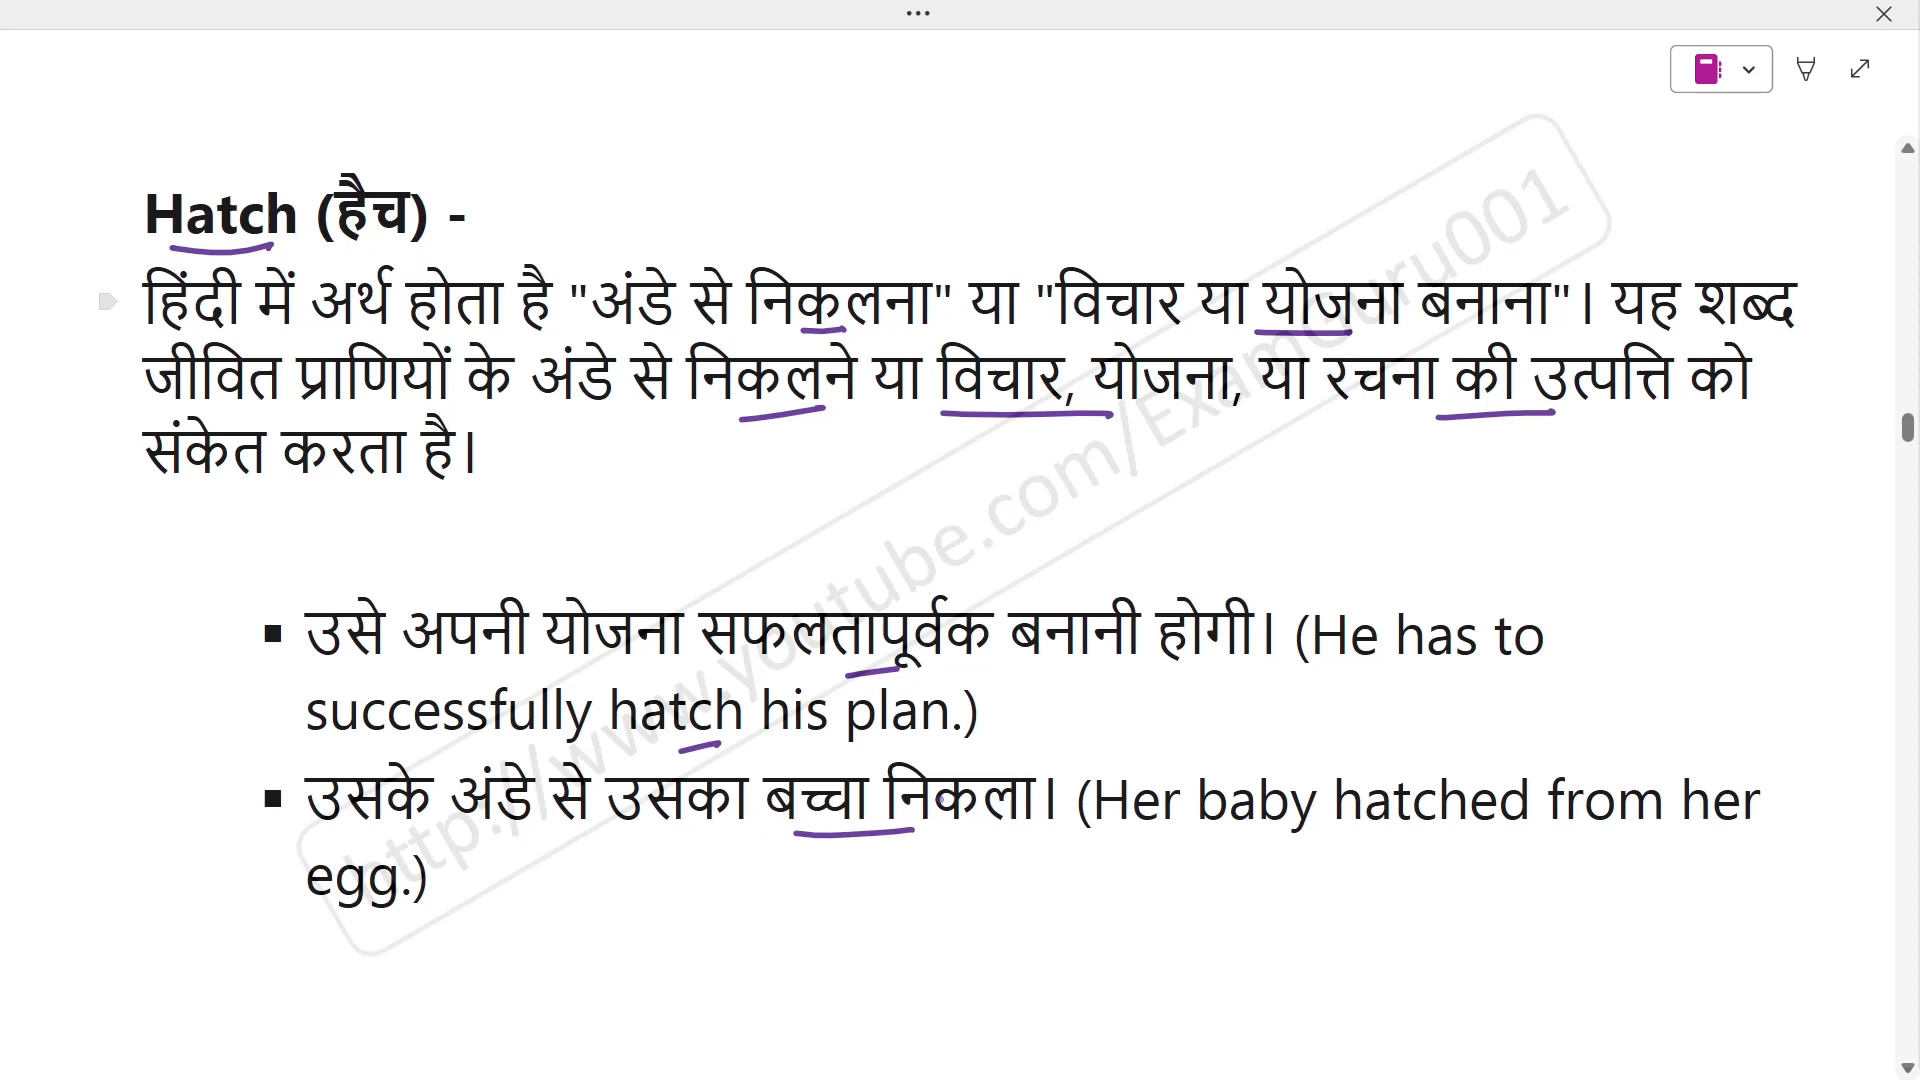 Hatch (हैच) -
हिंदी में अर्थ होता है "अंडे से निकलना" या "विचार या योजना बनाना"। यह शब्द
जीवित प्राणियों के अंडे से निकलने या विचार, योजना, या रचना की उत्पत्ति को
संकेत करता है।
▪ उसे अपनी योजना सफलतापूर्वक बनानी होगी। (He has to
successfully hatch his plan.)
▪ उसके अंडे से उसका बच्चा निकला। (Her baby hatched from her
egg.)
http://www.youtube.com/ExamGuru001